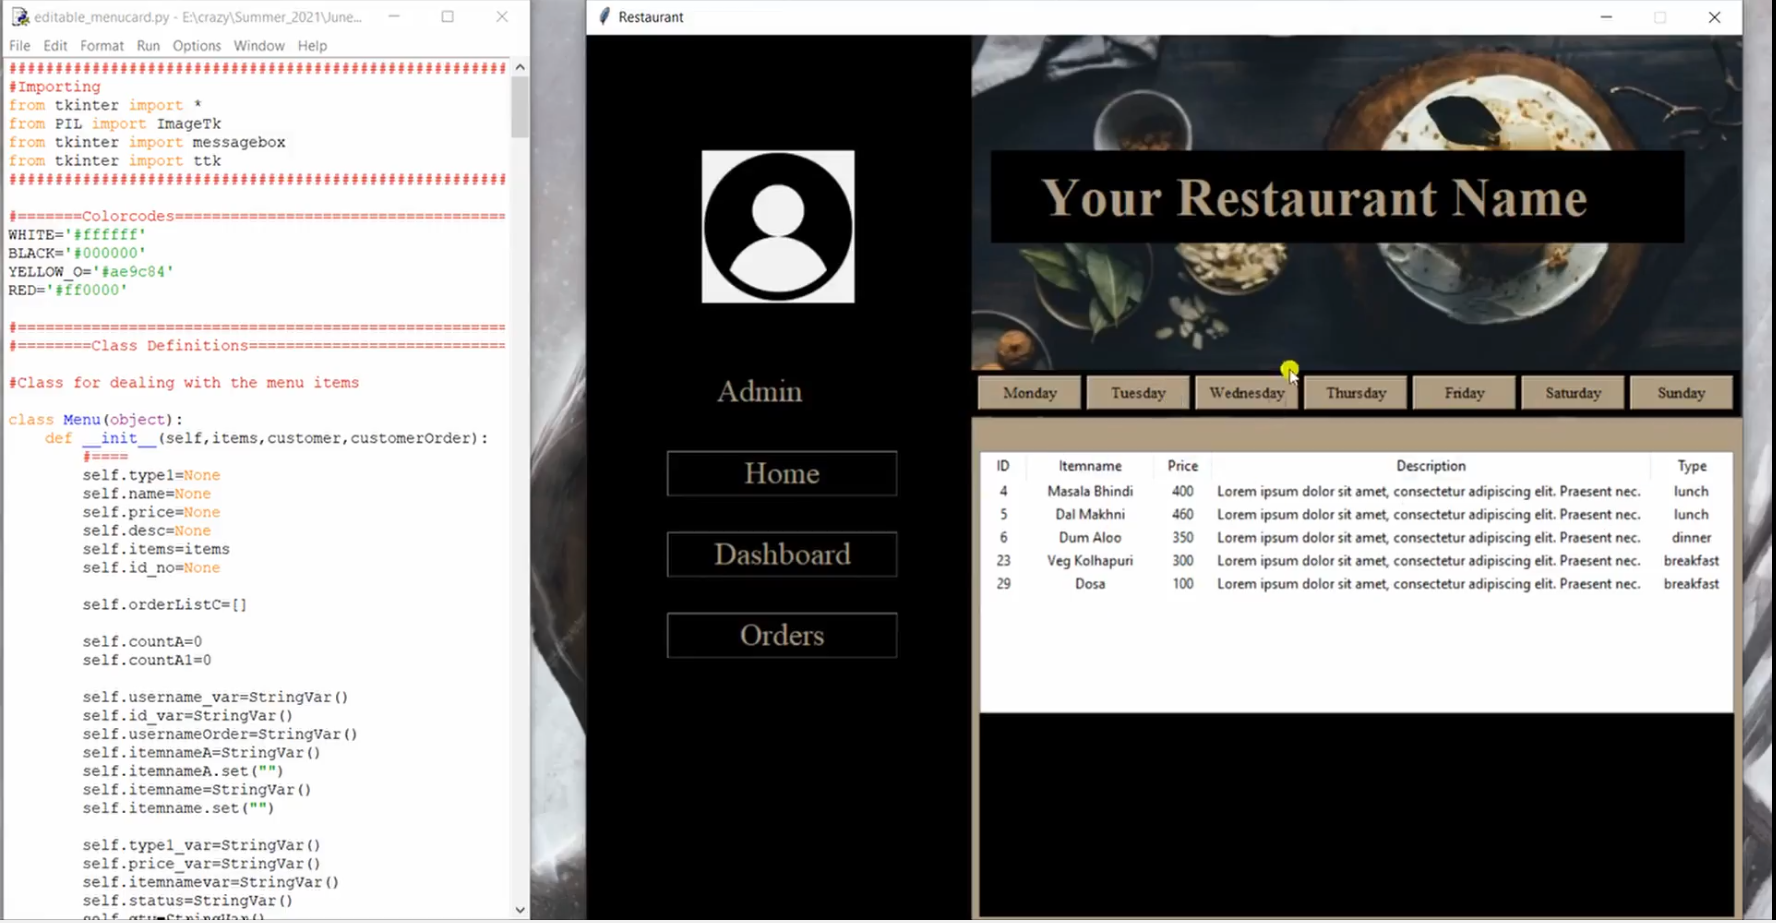 editable_menucard.py - E:\crazy\Summer_2021\June...
File Edit Format Run Options Window Help
#######################################################
#Importing
from tkinter import *
from PIL import ImageTk
from tkinter import messagebox
from tkinter import ttk
#######################################################
#=======Colorcodes====================================
WHITE='#ffffff'
BLACK='#000000'
YELLOW_O='#ae9c84'
RED='#ff0000'
#======================================================
#========Class Definitions============================
#Class for dealing with the menu items
class Menu(object):
def __init__(self,items,customer,customerOrder):
#====
self.type1=None
self.name=None
self.price=None
self.desc=None
self.items=items
self.id_no=None
self.orderListC=[]
self.countA=0
self.countA1=0
self.username_var=StringVar()
self.id_var=StringVar()
self.usernameOrder=StringVar()
self.itemnameA=StringVar()
self.itemnameA.set("")
self.itemname=StringVar()
self.itemname.set("")
self.type1_var=StringVar()
self.price_var=StringVar()
self.itemnamevar=StringVar()
self.status=StringVar()
self.qty=StringVar()
Restaurant
Admin
Home
Dashboard
Orders
Your Restaurant Name
Monday Tuesday Wednesday Thursday Friday Saturday Sunday
ID Itemname Price Description Type
4 Masala Bhindi 400 Lorem ipsum dolor sit amet, consectetur adipiscing elit. Praesent nec. lunch
5 Dal Makhni 460 Lorem ipsum dolor sit amet, consectetur adipiscing elit. Praesent nec. lunch
6 Dum Aloo 350 Lorem ipsum dolor sit amet, consectetur adipiscing elit. Praesent nec. dinner
23 Veg Kolhapuri 300 Lorem ipsum dolor sit amet, consectetur adipiscing elit. Praesent nec. breakfast
29 Dosa 100 Lorem ipsum dolor sit amet, consectetur adipiscing elit. Praesent nec. breakfast